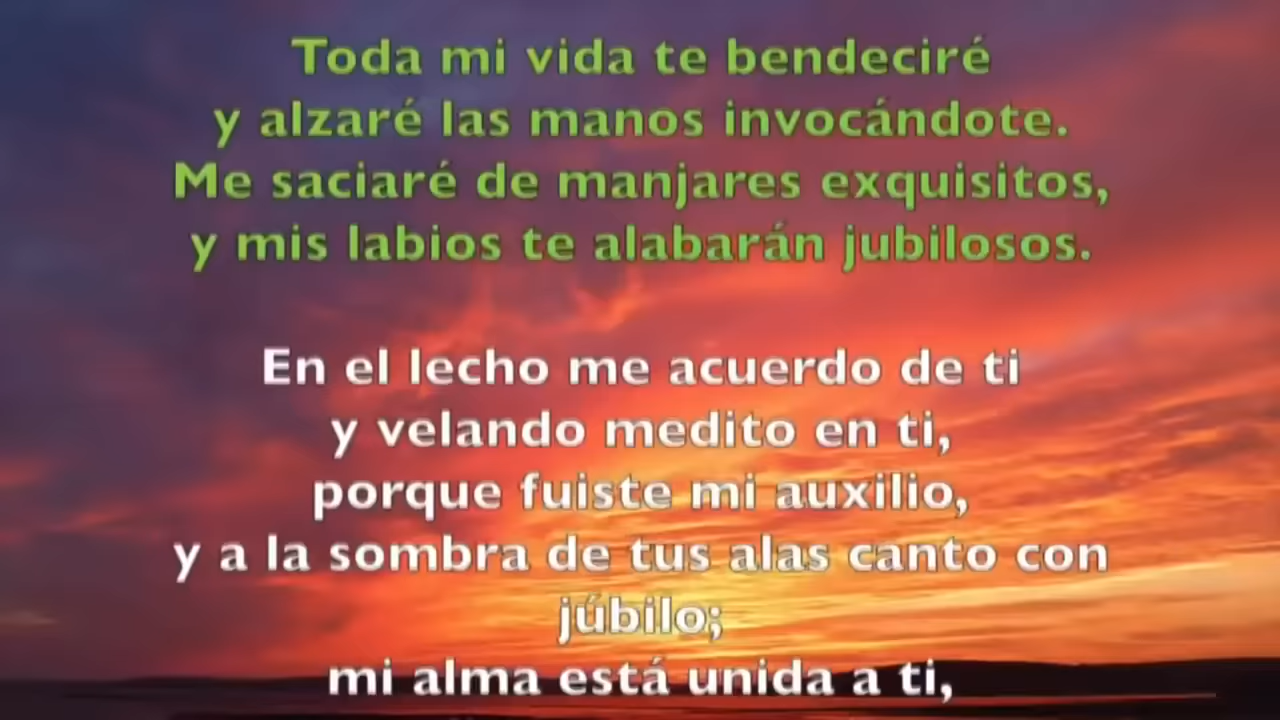 Toda mi vida te bendeciré
y alzaré las manos invocándote.
Me saciaré de manjares exquisitos,
y mis labios te alabarán jubilosos.
En el lecho me acuerdo de ti
y velando medito en ti,
porque fuiste mi auxilio,
y a la sombra de tus alas canto con
júbilo;
mi alma está unida a ti,